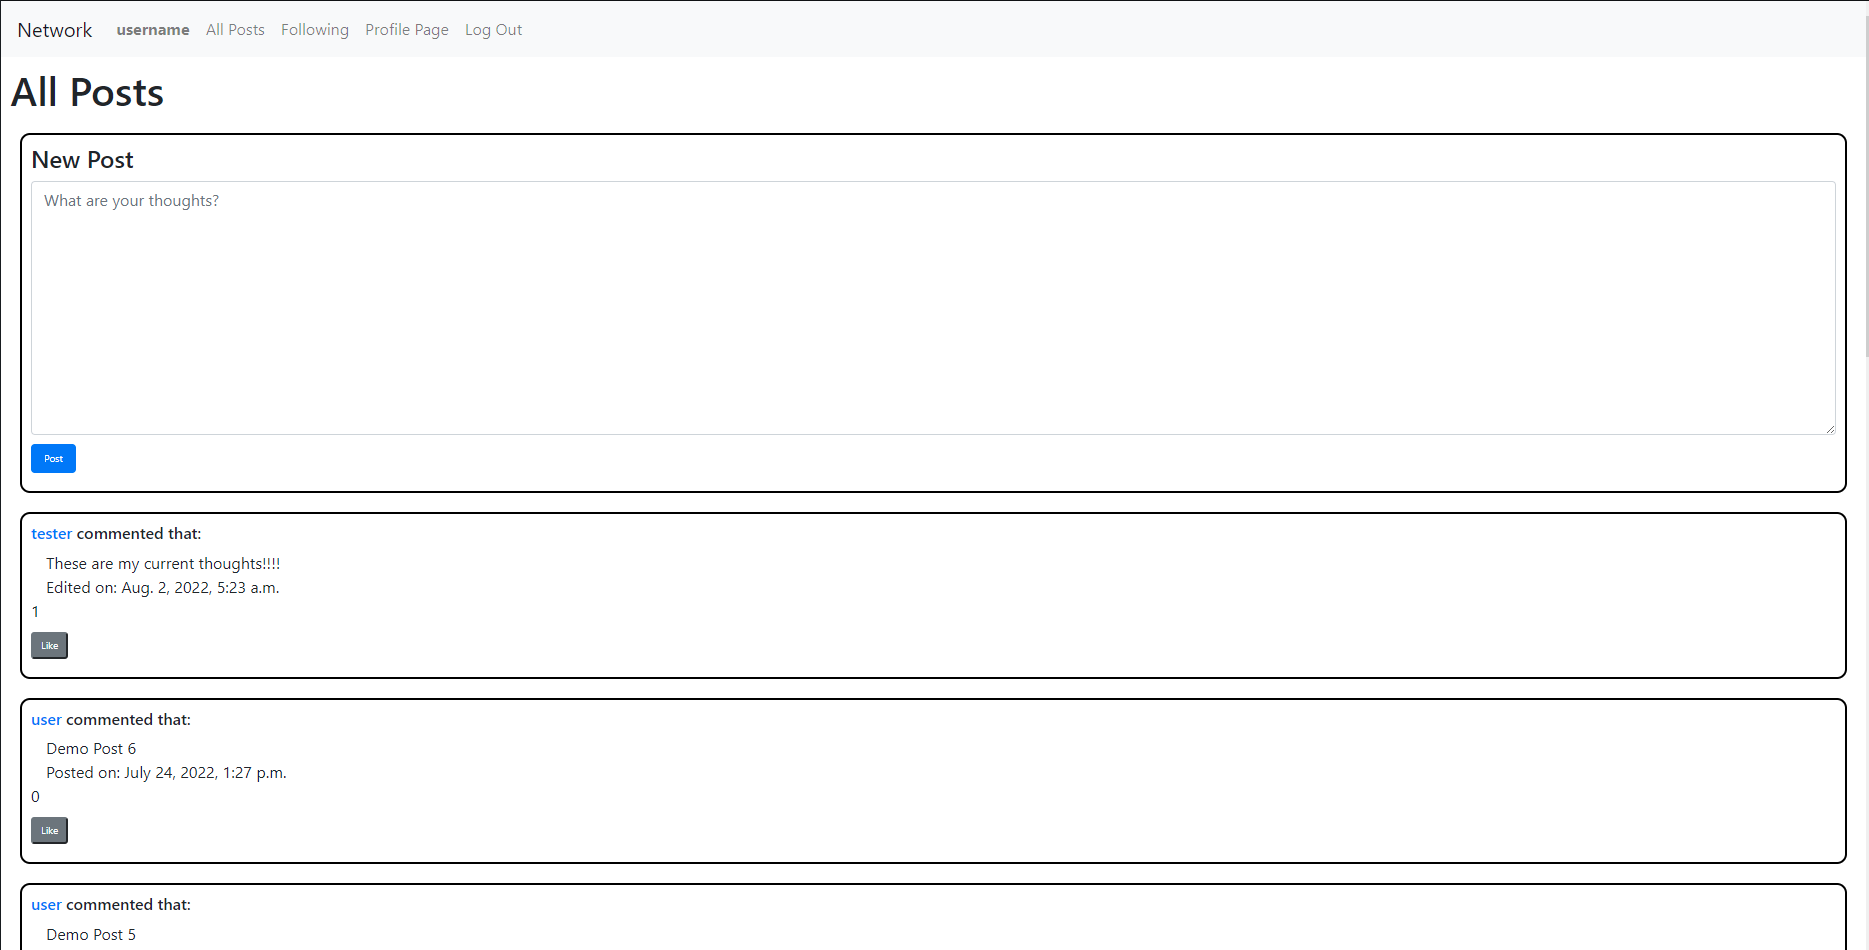 Network username All Posts Following Profile Page Log Out
All Posts
New Post
What are your thoughts?
Post
tester commented that:
These are my current thoughts!!!!
Edited on: Aug. 2, 2022, 5:23 a.m.
1
Like
user commented that:
Demo Post 6
Posted on: July 24, 2022, 1:27 p.m.
0
Like
user commented that:
Demo Post 5